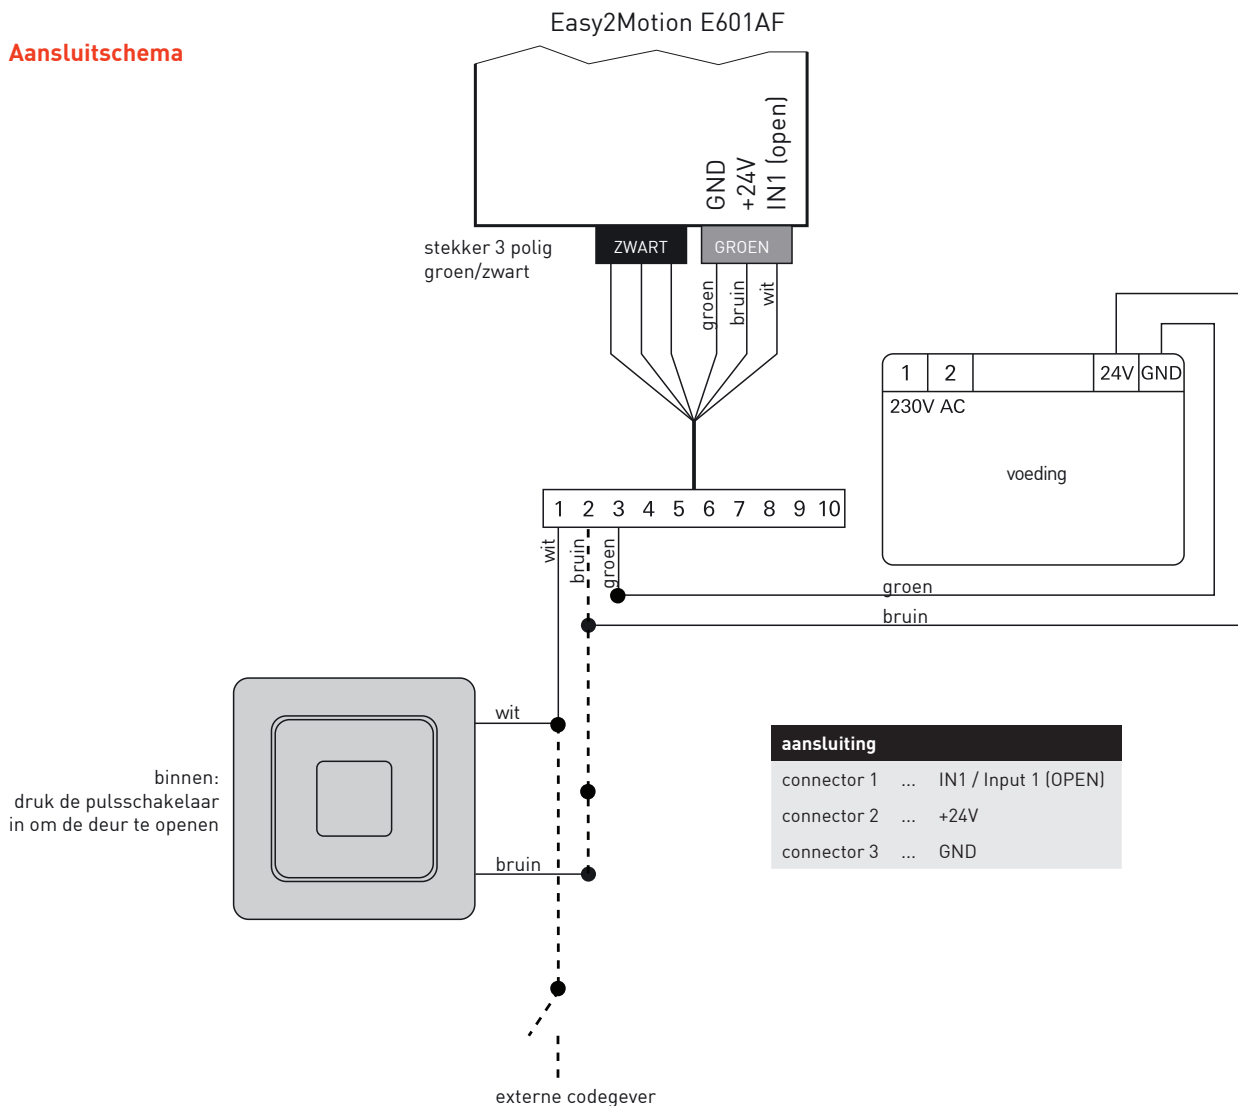 Easy2Motion E601AF
Aansluitschema
GND
+24V
IN1 (open)
stekker 3 polig
groen/zwart
ZWART
GROEN
groen
bruin
wit
1 2 24V GND
230V AC
voeding
1 2 3 4 5 6 7 8 9 10
wit
bruin
groen
groen
bruin
wit
binnen:
druk de pulsschakelaar
in om de deur te openen
bruin
aansluiting
connector 1 ... IN1 / Input 1 (OPEN)
connector 2 ... +24V
connector 3 ... GND
externe codegever